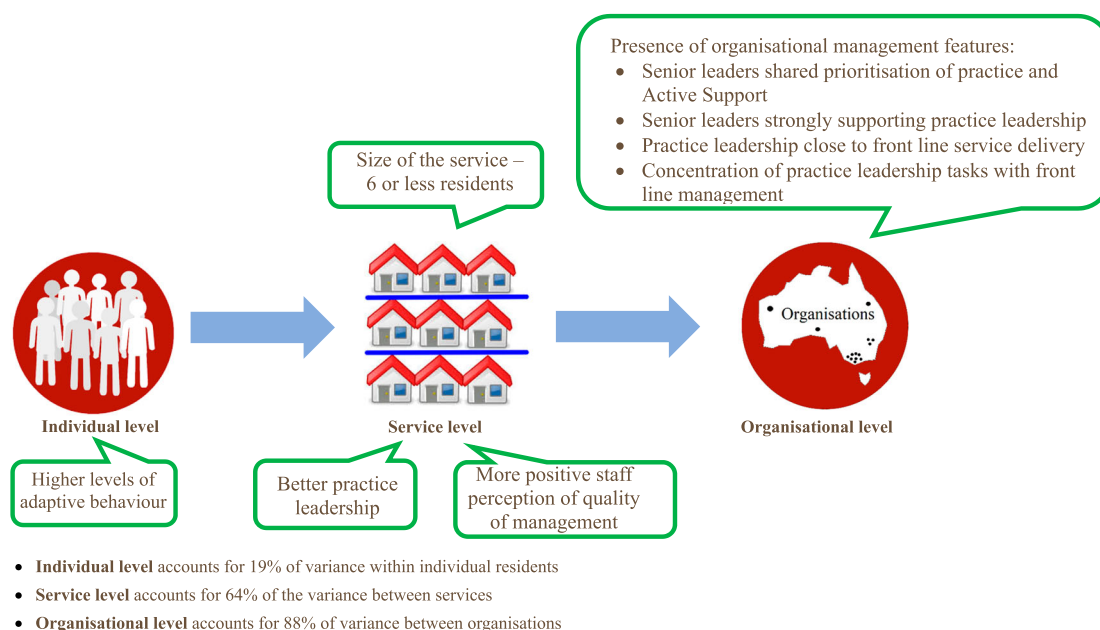 Presence of organisational management features:
• Senior leaders shared prioritisation of practice and
Active Support
• Senior leaders strongly supporting practice leadership
• Practice leadership close to front line service delivery
• Concentration of practice leadership tasks with front
line management
Size of the service –
6 or less residents
Organisations
Individual level
Service level
Organisational level
Higher levels of
adaptive behaviour
Better practice
leadership
More positive staff
perception of quality
of management
• Individual level accounts for 19% of variance within individual residents
• Service level accounts for 64% of the variance between services
• Organisational level accounts for 88% of variance between organisations